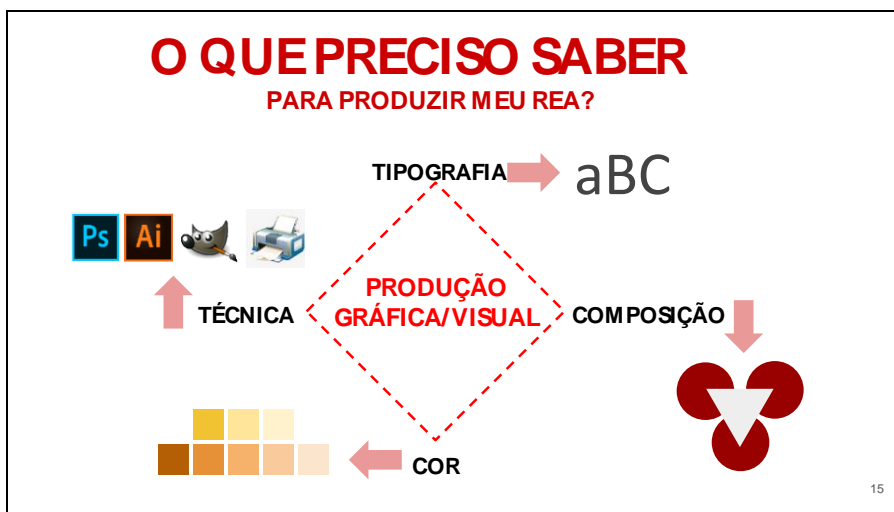 O QUE PRECISO SABER
PARA PRODUZIR MEU REA?
TIPOGRAFIA
aBC
Ps Ai
PRODUÇÃO
GRÁFICA/VISUAL
TÉCNICA
COMPOSIÇÃO
COR
15